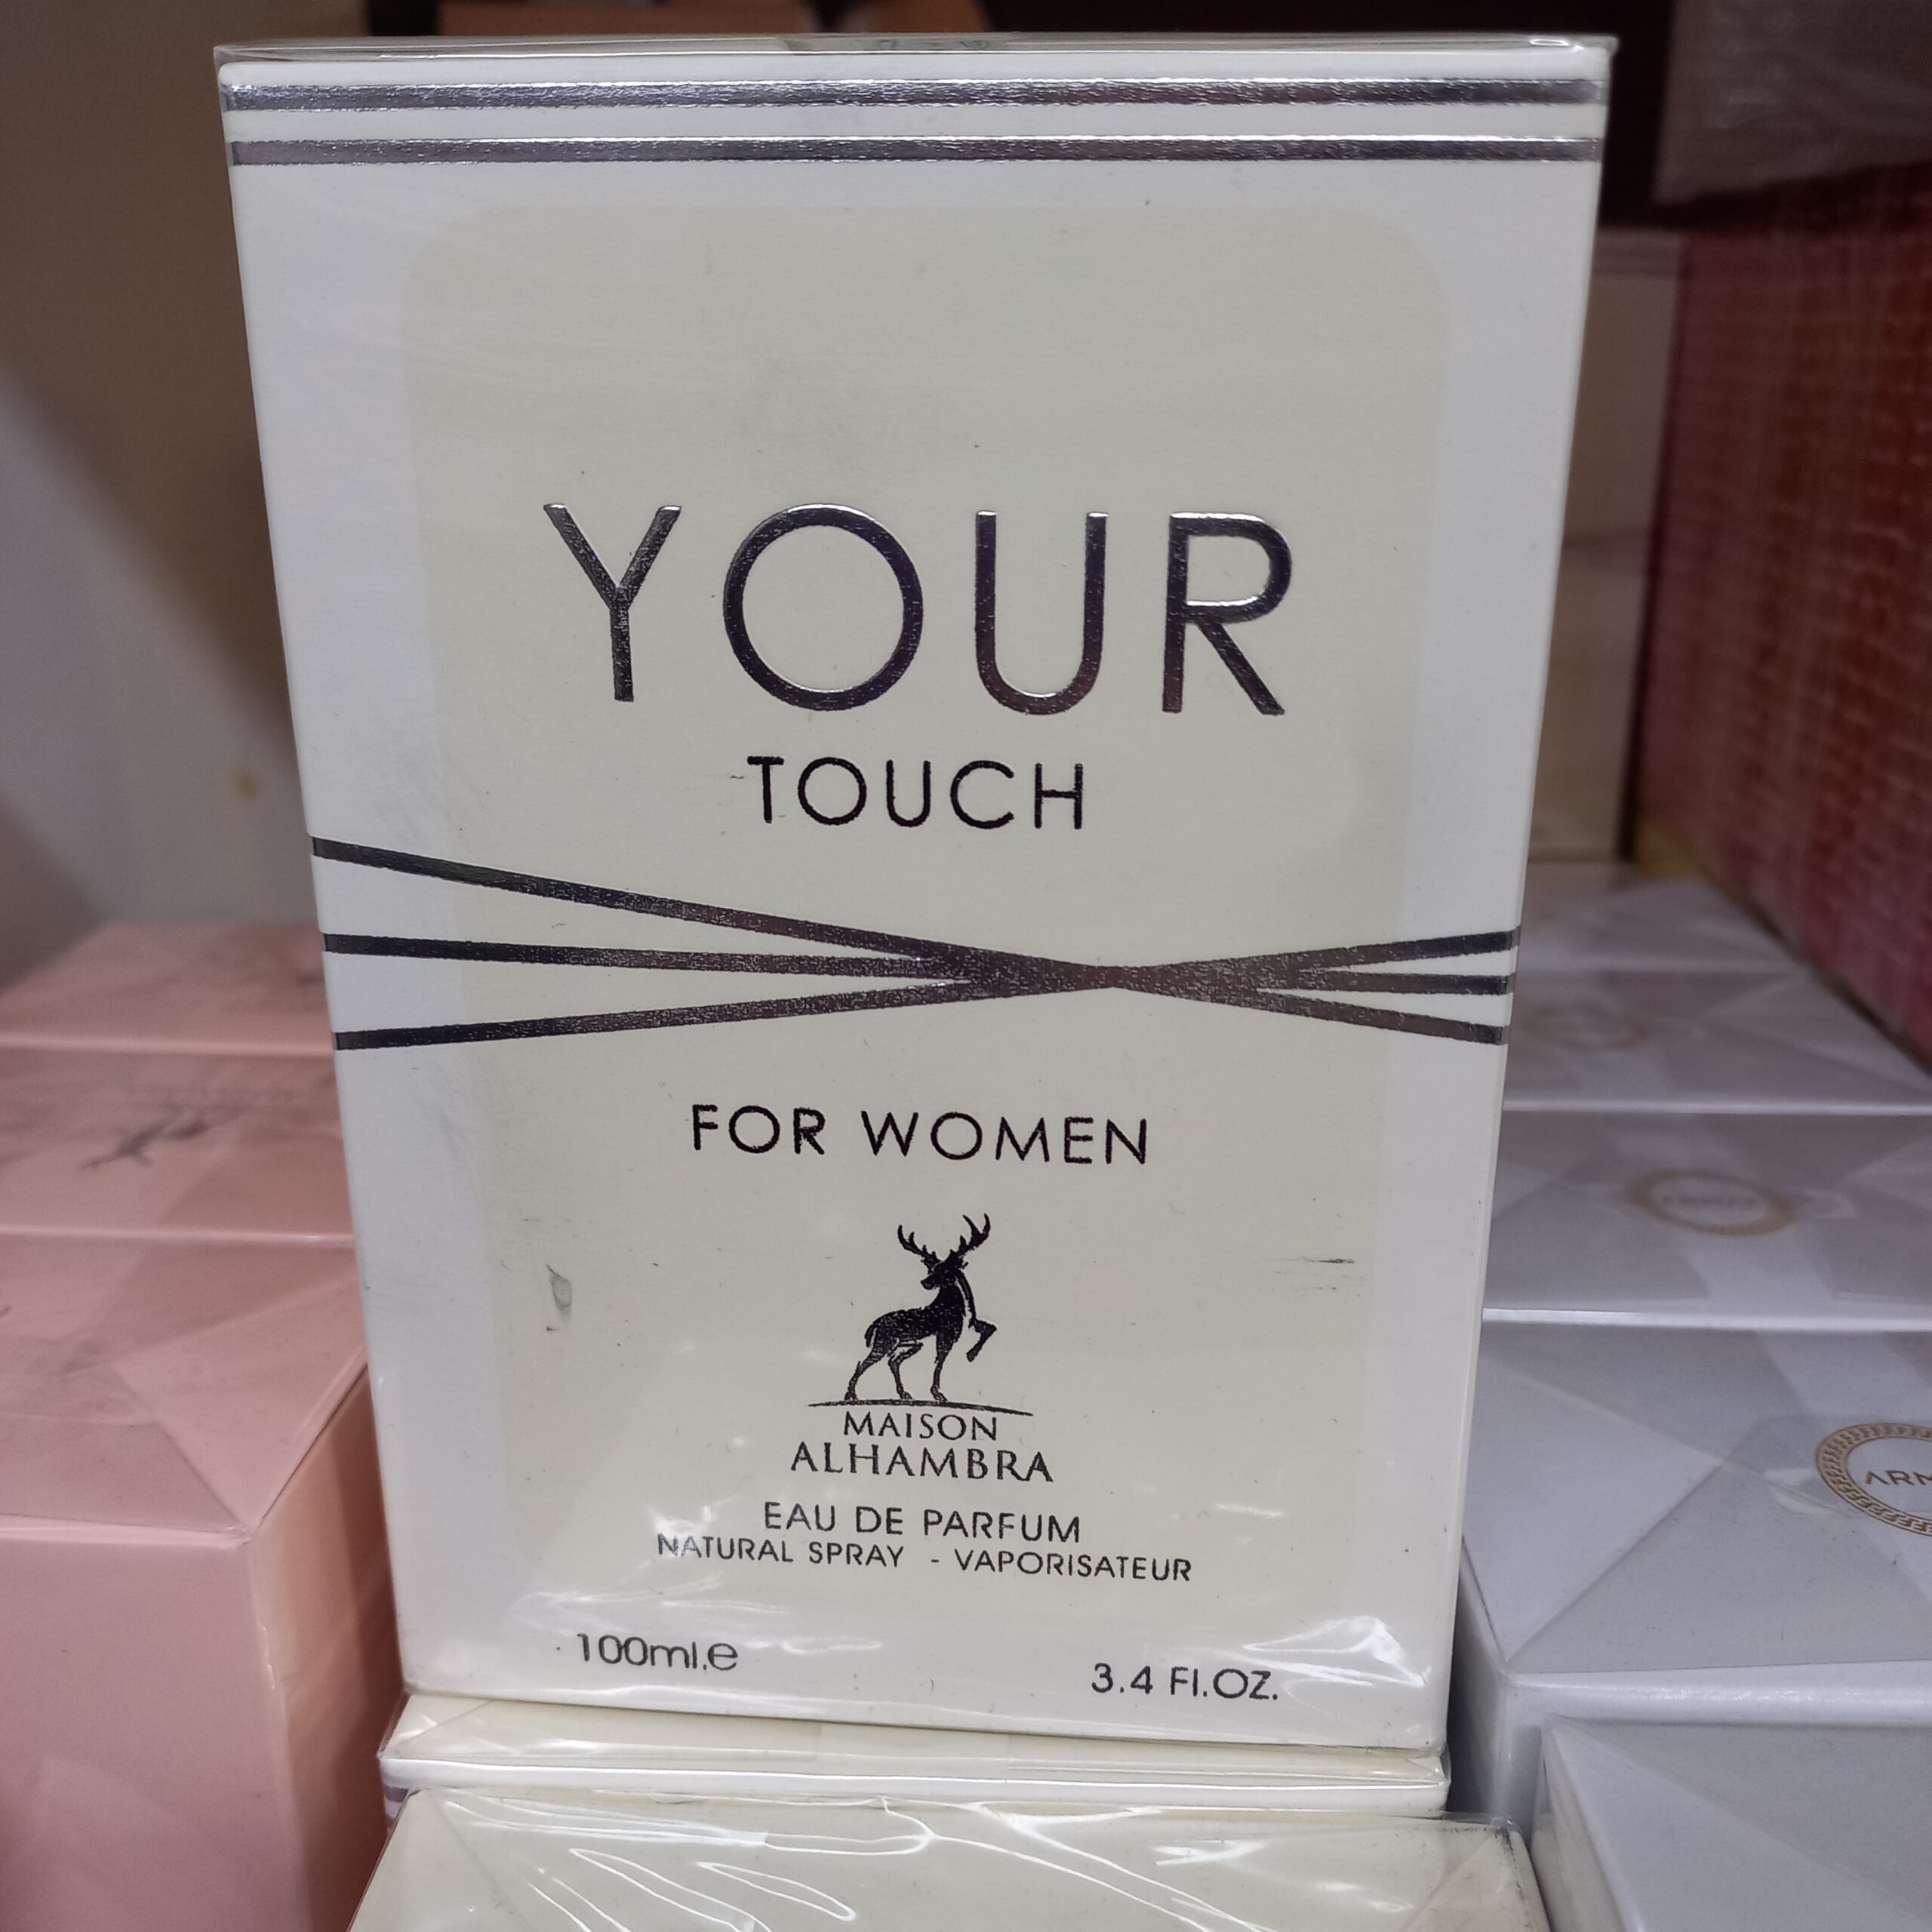 YOUR
TOUCH
FOR WOMEN
MAISON
ALHAMBRA
EAU DE PARFUM
NATURAL SPRAY - VAPORISATEUR
100ml.e
3.4 Fl.OZ.